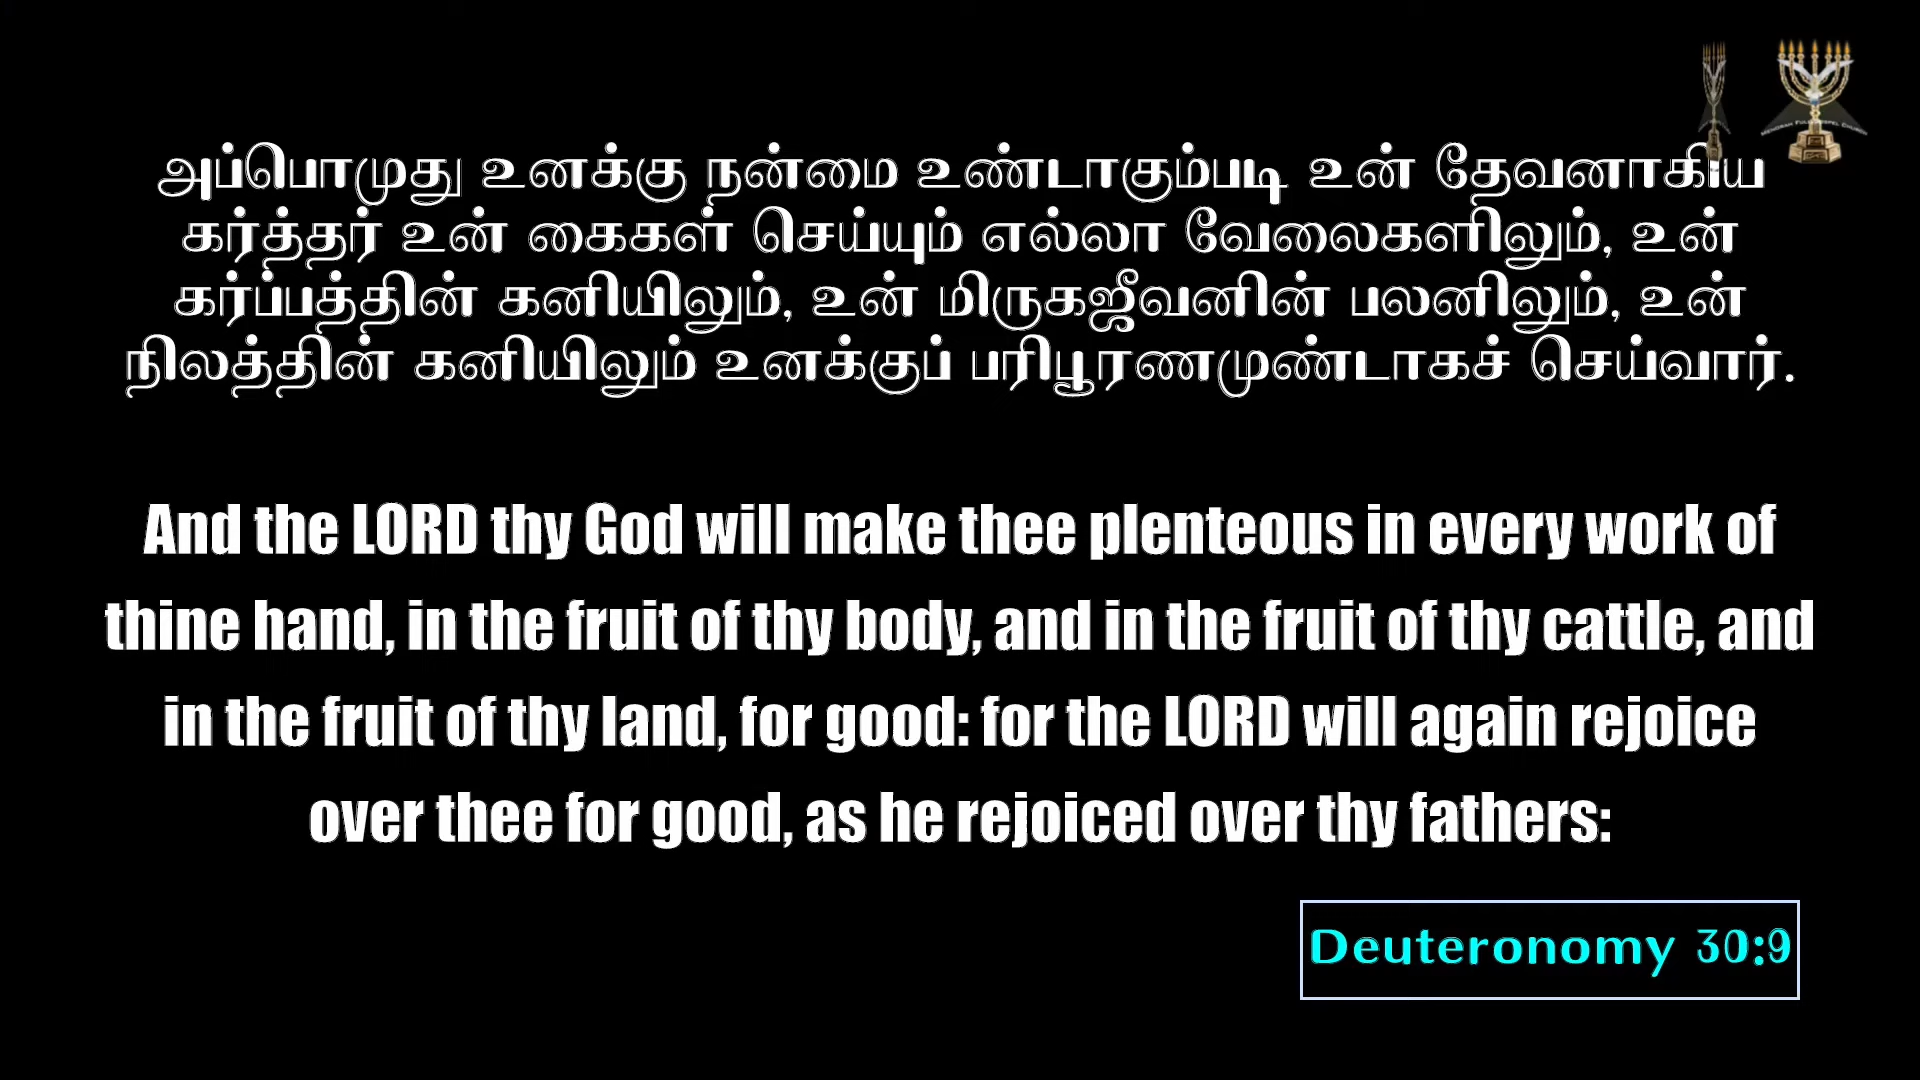 MENORAH FULL GOSPEL CHURCH
அப்பொழுது உனக்கு நன்மை உண்டாகும்படி உன் தேவனாகிய
கர்த்தர் உன் கைகள் செய்யும் எல்லா வேலைகளிலும், உன்
கர்ப்பத்தின் கனியிலும், உன் மிருகஜீவனின் பலனிலும், உன்
நிலத்தின் கனியிலும் உனக்குப் பரிபூரணமுண்டாகச் செய்வார்.
And the LORD thy God will make thee plenteous in every work of
thine hand, in the fruit of thy body, and in the fruit of thy cattle, and
in the fruit of thy land, for good: for the LORD will again rejoice
over thee for good, as he rejoiced over thy fathers:
Deuteronomy 30:9